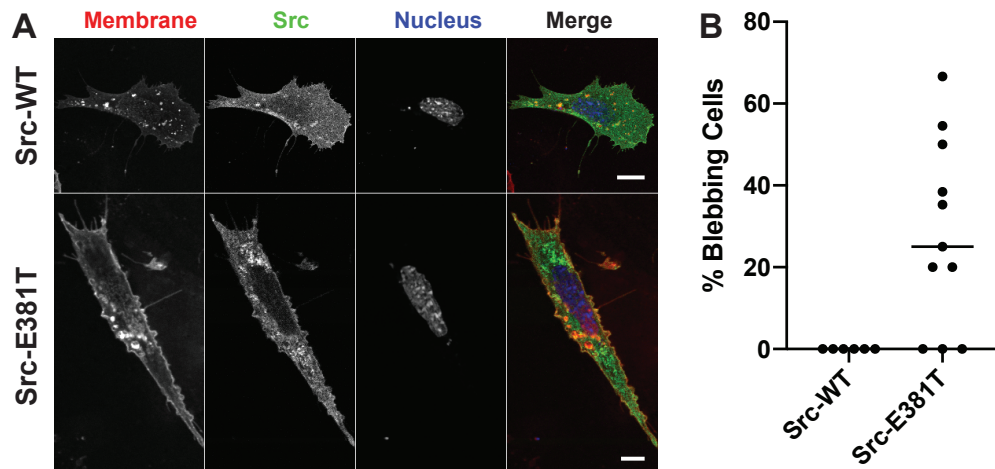 A
Membrane
Src
Nucleus
Merge
Src-WT
Src-E381T
B
% Blebbing Cells
80
60
40
20
0
Src-WT
Src-E381T